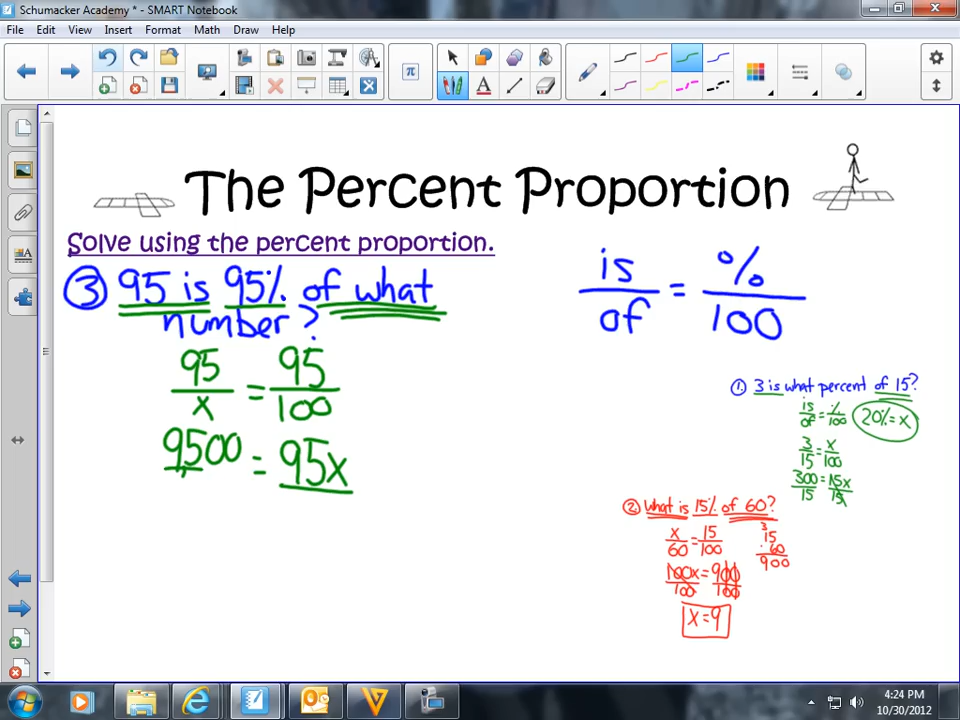 Schumacker Academy * - SMART Notebook
File Edit View Insert Format Math Draw Help
The Percent Proportion
Solve using the percent proportion.
③ 95 is 95% of what
number?
95/x = 95/100
9500 = 95x
is/of = %/100
①. 3 is what percent of 15?
is/of = %/100
20% = x
3/15 = x/100
300/15 = 15x/15
② What is 15% of 60?
x/60 = 15/100
3
15
· 60
900
100x/100 = 900/100
x = 9
4:24 PM
10/30/2012